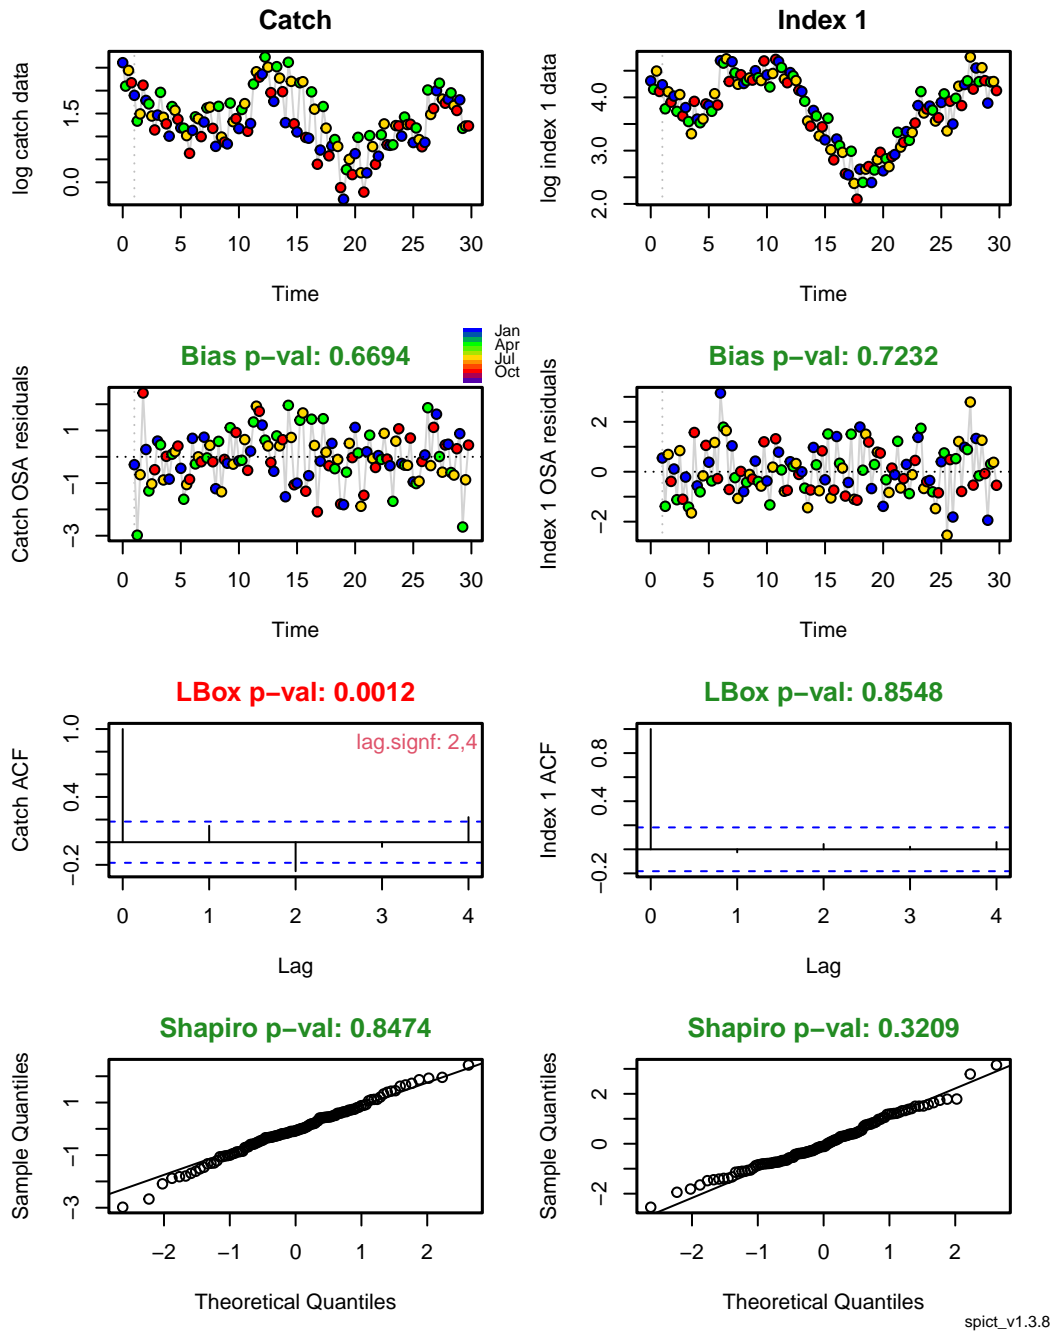 Catch
log catch data
0.0 1.5
0 5 10 15 20 25 30
Time
Index 1
log index 1 data
2.0 3.0 4.0
0 5 10 15 20 25 30
Time
Bias p−val: 0.6694
Catch OSA residuals
−3 −1 1
0 5 10 15 20 25 30
Time
Jan
Apr
Jul
Oct
Bias p−val: 0.7232
Index 1 OSA residuals
−2 0 2
0 5 10 15 20 25 30
Time
LBox p−val: 0.0012
Catch ACF
−0.2 0.4 1.0
lag.signf: 2,4
0 1 2 3 4
Lag
LBox p−val: 0.8548
Index 1 ACF
−0.2 0.4 0.8
0 1 2 3 4
Lag
Shapiro p−val: 0.8474
Sample Quantiles
−3 −1 1
−2 −1 0 1 2
Theoretical Quantiles
Shapiro p−val: 0.3209
Sample Quantiles
−2 0 2
−2 −1 0 1 2
Theoretical Quantiles
spict_v1.3.8